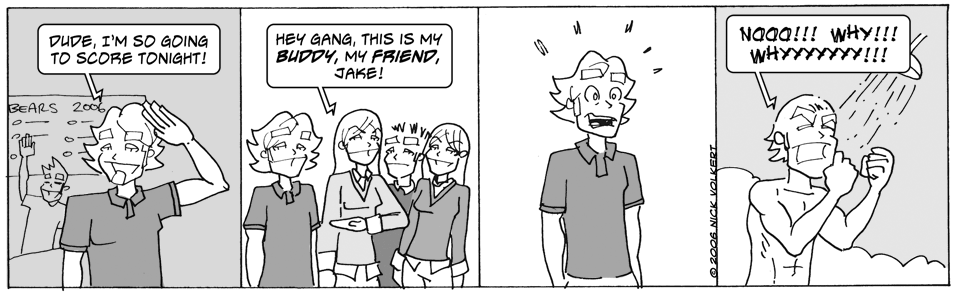 DUDE, I'M SO GOING
TO SCORE TONIGHT!
BEARS 2006
HEY GANG, THIS IS MY
BUDDY, MY FRIEND,
JAKE!
NOOO!!! WHY!!!
WHYYYYYYY!!!
© 2006 NICK VOLKERT